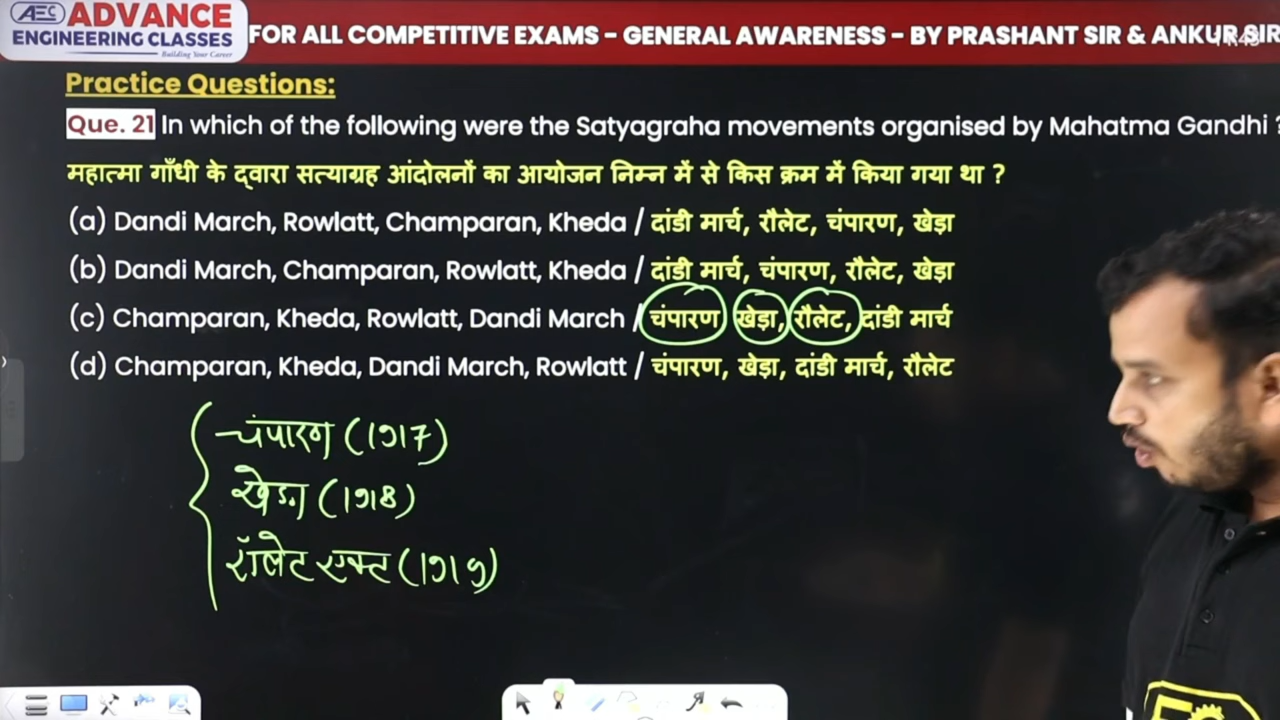 AEC ADVANCE
ENGINEERING CLASSES
Building Your Career
FOR ALL COMPETITIVE EXAMS - GENERAL AWARENESS - BY PRASHANT SIR & ANKUR SIR
Practice Questions:
Que. 21 In which of the following were the Satyagraha movements organised by Mahatma Gandhi ?
महात्मा गाँधी के द्वारा सत्याग्रह आंदोलनों का आयोजन निम्न में से किस क्रम में किया गया था ?
(a) Dandi March, Rowlatt, Champaran, Kheda / दांडी मार्च, रौलेट, चंपारण, खेड़ा
(b) Dandi March, Champaran, Rowlatt, Kheda / दांडी मार्च, चंपारण, रौलेट, खेड़ा
(c) Champaran, Kheda, Rowlatt, Dandi March / चंपारण, खेड़ा, रौलेट, दांडी मार्च
(d) Champaran, Kheda, Dandi March, Rowlatt / चंपारण, खेड़ा, दांडी मार्च, रौलेट
चंपारण (1917)
खेड़ा (1918)
रॉलेट एक्ट (1919)